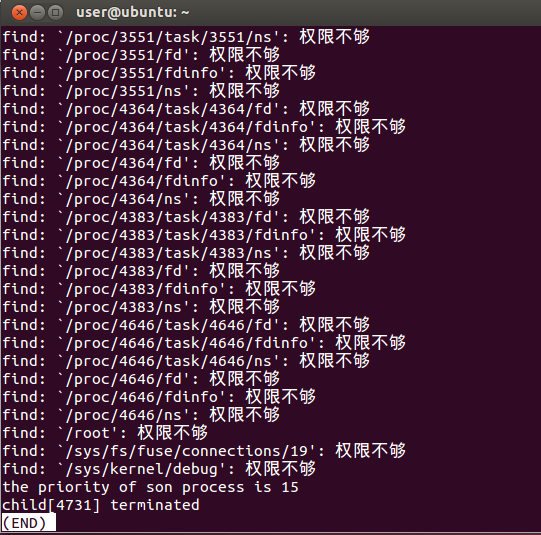 user@ubuntu: ~
find: `/proc/3551/task/3551/ns': 权限不够
find: `/proc/3551/fd': 权限不够
find: `/proc/3551/fdinfo': 权限不够
find: `/proc/3551/ns': 权限不够
find: `/proc/4364/task/4364/fd': 权限不够
find: `/proc/4364/task/4364/fdinfo': 权限不够
find: `/proc/4364/task/4364/ns': 权限不够
find: `/proc/4364/fd': 权限不够
find: `/proc/4364/fdinfo': 权限不够
find: `/proc/4364/ns': 权限不够
find: `/proc/4383/task/4383/fd': 权限不够
find: `/proc/4383/task/4383/fdinfo': 权限不够
find: `/proc/4383/task/4383/ns': 权限不够
find: `/proc/4383/fd': 权限不够
find: `/proc/4383/fdinfo': 权限不够
find: `/proc/4383/ns': 权限不够
find: `/proc/4646/task/4646/fd': 权限不够
find: `/proc/4646/task/4646/fdinfo': 权限不够
find: `/proc/4646/task/4646/ns': 权限不够
find: `/proc/4646/fd': 权限不够
find: `/proc/4646/fdinfo': 权限不够
find: `/proc/4646/ns': 权限不够
find: `/root': 权限不够
find: `/sys/fs/fuse/connections/19': 权限不够
find: `/sys/kernel/debug': 权限不够
the priority of son process is 15
child[4731] terminated
(END)